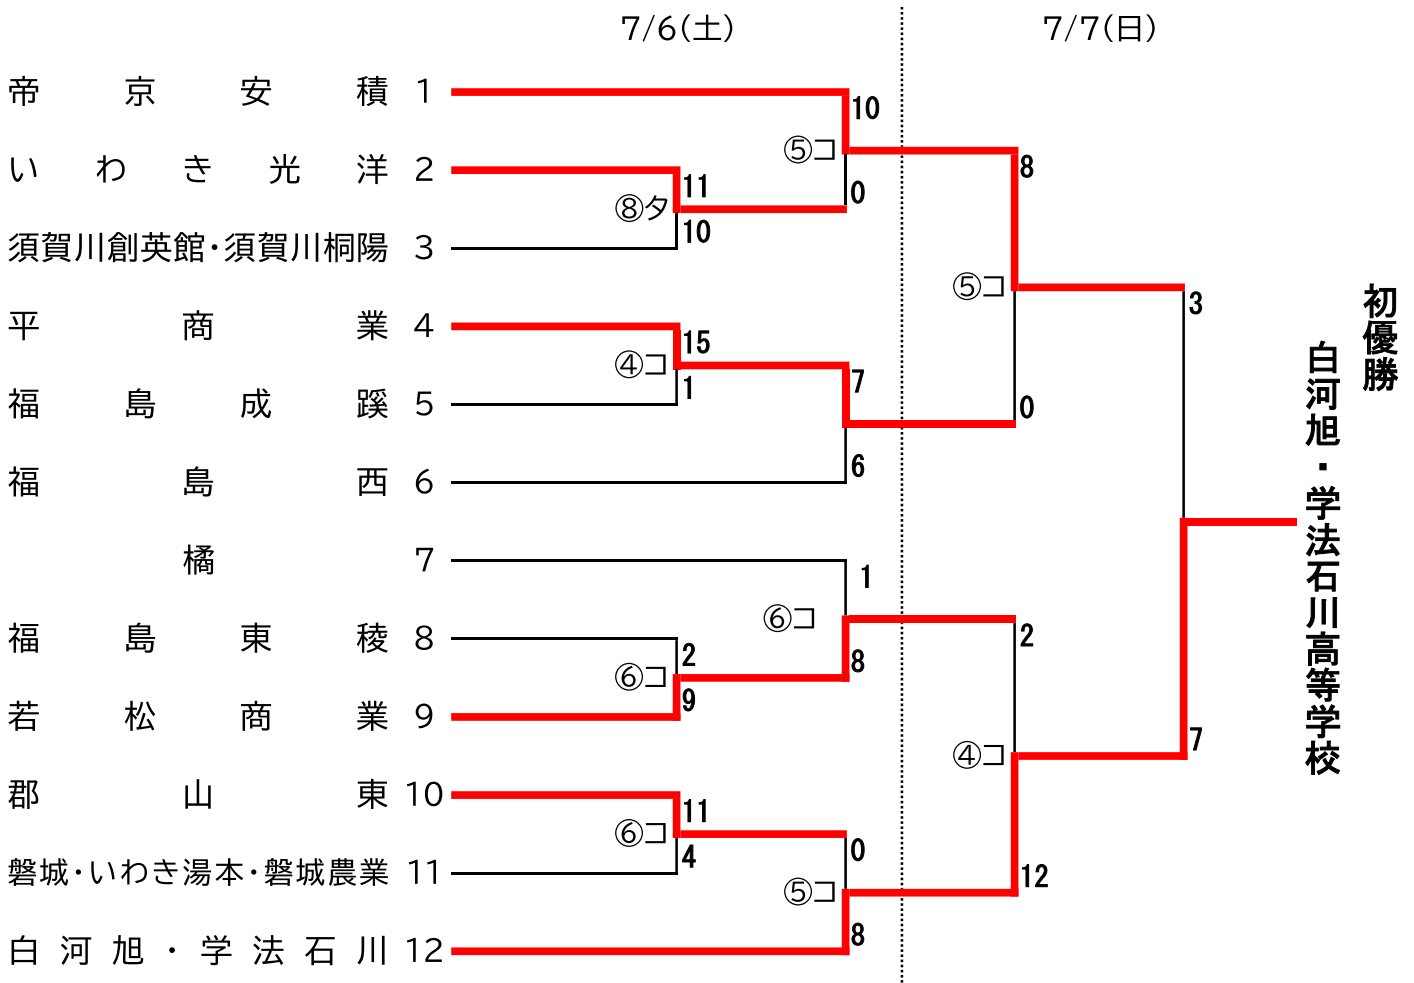 7/6(土)
7/7(日)
帝京安積 1
10
⑤コ
8
いわき光洋 2
11
0
⑧タ
10
須賀川創英館・須賀川桐陽 3
⑤コ
3
平商業 4
15
④コ
7
1
0
福島成蹊 5
6
福島西 6
初優勝
白河旭・学法石川高等学校
橘 7
1
⑥コ
2
福島東稜 8
2
8
⑥コ
9
若松商業 9
④コ
7
郡山東 10
11
⑥コ
0
4
磐城・いわき湯本・磐城農業 11
⑤コ
12
8
白河旭・学法石川 12